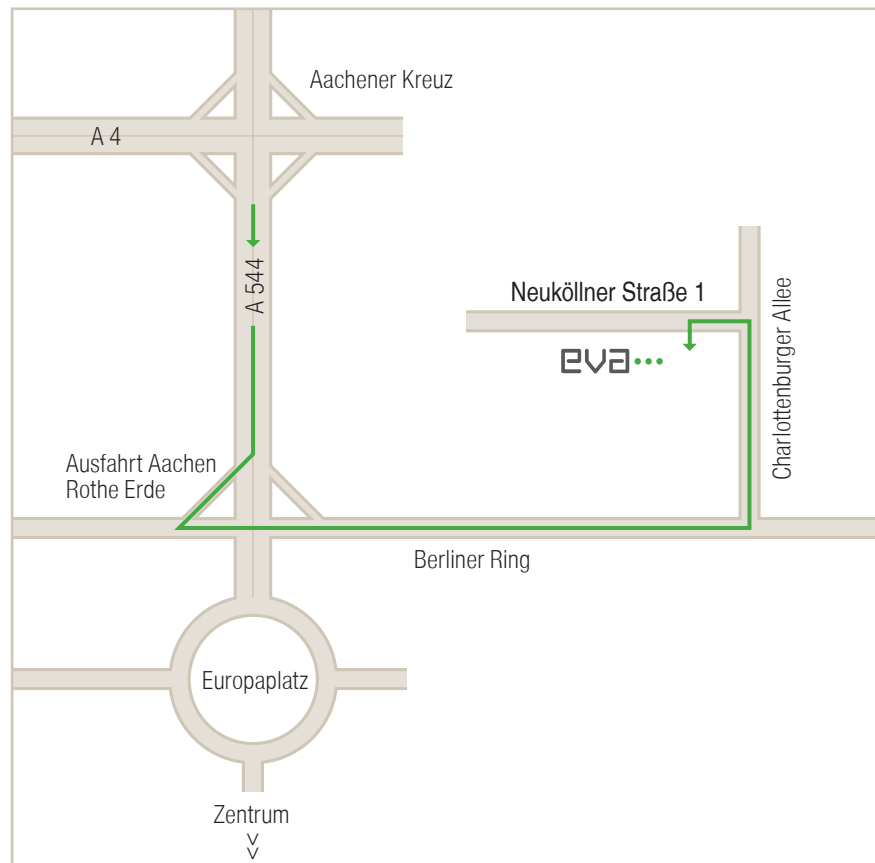 Aachener Kreuz
A 4
A 544
Neuköllner Straße 1
Charlottenburger Allee
eva
Ausfahrt Aachen
Rothe Erde
Berliner Ring
Europaplatz
Zentrum